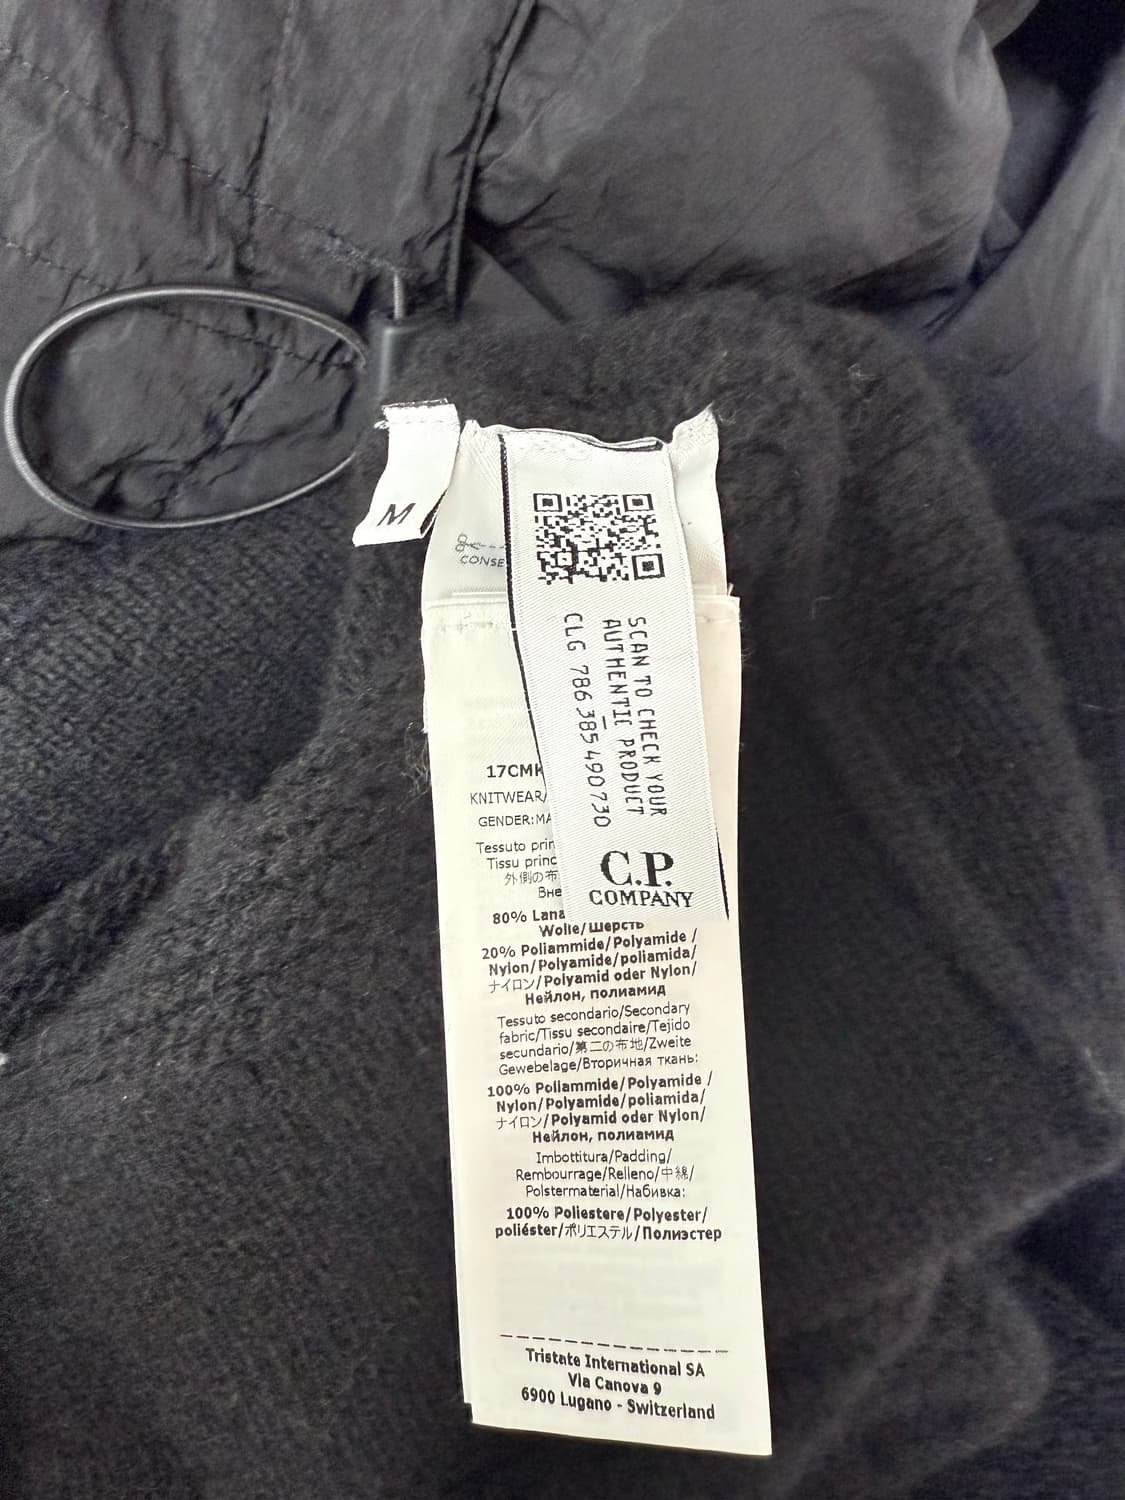 M
CONSE
SCAN TO CHECK YOUR
AUTHENTIC PRODUCT
CLG 786385490730
C.P.
COMPANY
17CMK
KNITWEAR/
GENDER:MA
Tessuto prin
Tissu princ
外側の布
Вне
80% Lana
Wolle/Шерсть
20% Poliammide/Polyamide /
Nylon/Polyamide/poliamida/
ナイロン/Polyamid oder Nylon/
Нейлон, полиамид
Tessuto secondario/Secondary
fabric/Tissu secondaire/Tejido
secundario/第二の布地/Zweite
Gewebelage/Вторичная ткань:
100% Poliammide/Polyamide /
Nylon/Polyamide/poliamida/
ナイロン/Polyamid oder Nylon/
Нейлон, полиамид
Imbottitura/Padding/
Rembourrage/Relleno/中綿/
Polstermaterial/Набивка:
100% Poliestere/Polyester/
poliéster/ポリエステル/Полиэстер
Tristate International SA
Via Canova 9
6900 Lugano - Switzerland